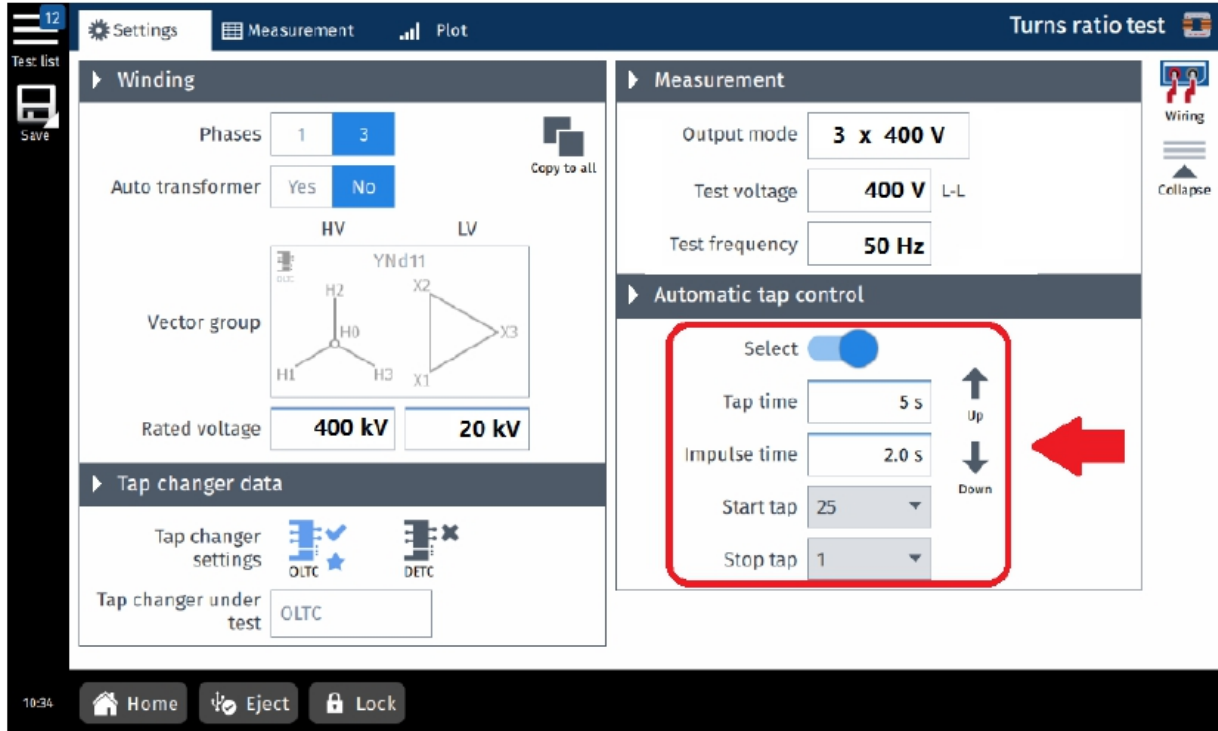 12
Test list
Save
Settings
Measurement
Plot
Turns ratio test
Winding
Phases 1 3
Copy to all
Auto transformer Yes No
HV LV
OLTC
YNd11
H2 X2
Vector group
H0 X3
H1 H3 X1
Rated voltage 400 kV 20 kV
Tap changer data
Tap changer
settings
OLTC DETC
Tap changer under
test
OLTC
Measurement
Output mode 3 x 400 V
Test voltage 400 V L-L
Test frequency 50 Hz
Automatic tap control
Select
Tap time 5 s
Up
Impulse time 2.0 s
Down
Start tap 25
Stop tap 1
Wiring
Collapse
10:34
Home
Eject
Lock